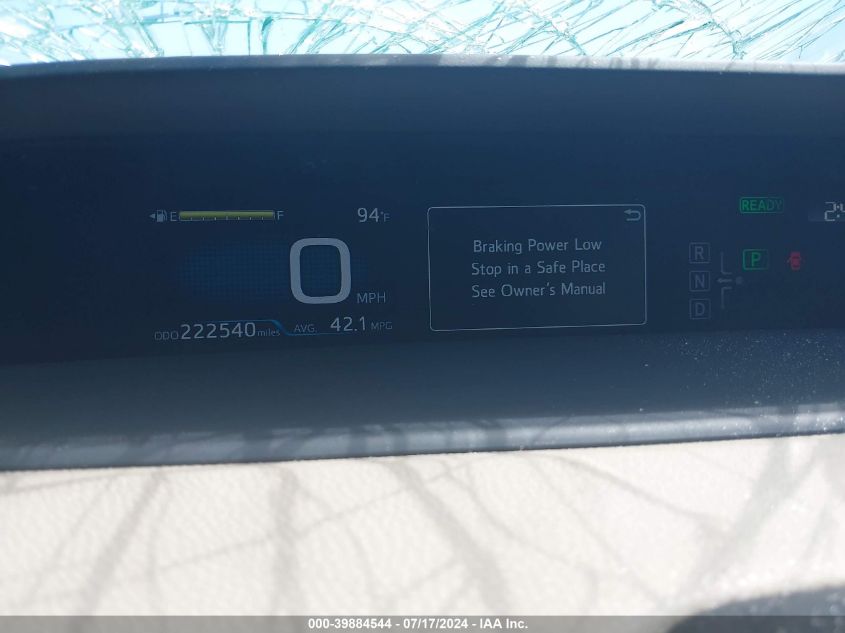 E F 94°F READY
Braking Power Low
Stop in a Safe Place
See Owner's Manual
0 MPH
R
P
N
D
ODO 222540 miles AVG. 42.1 MPG
000-39884544 / 07/17/2024 - IAA Inc.